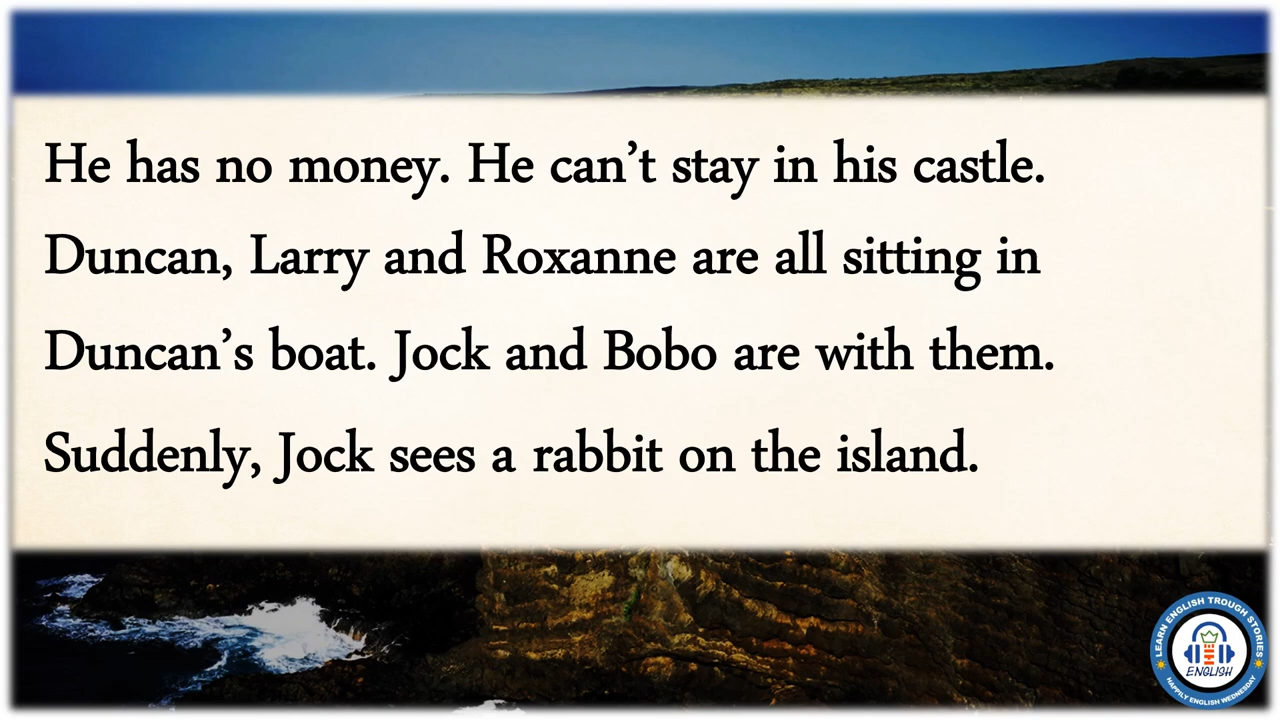 He has no money. He can’t stay in his castle.
Duncan, Larry and Roxanne are all sitting in
Duncan’s boat. Jock and Bobo are with them.
Suddenly, Jock sees a rabbit on the island.
LEARN ENGLISH TROUGH STORIES
ENGLISH
HAPPILY ENGLISH WEDNESDAY